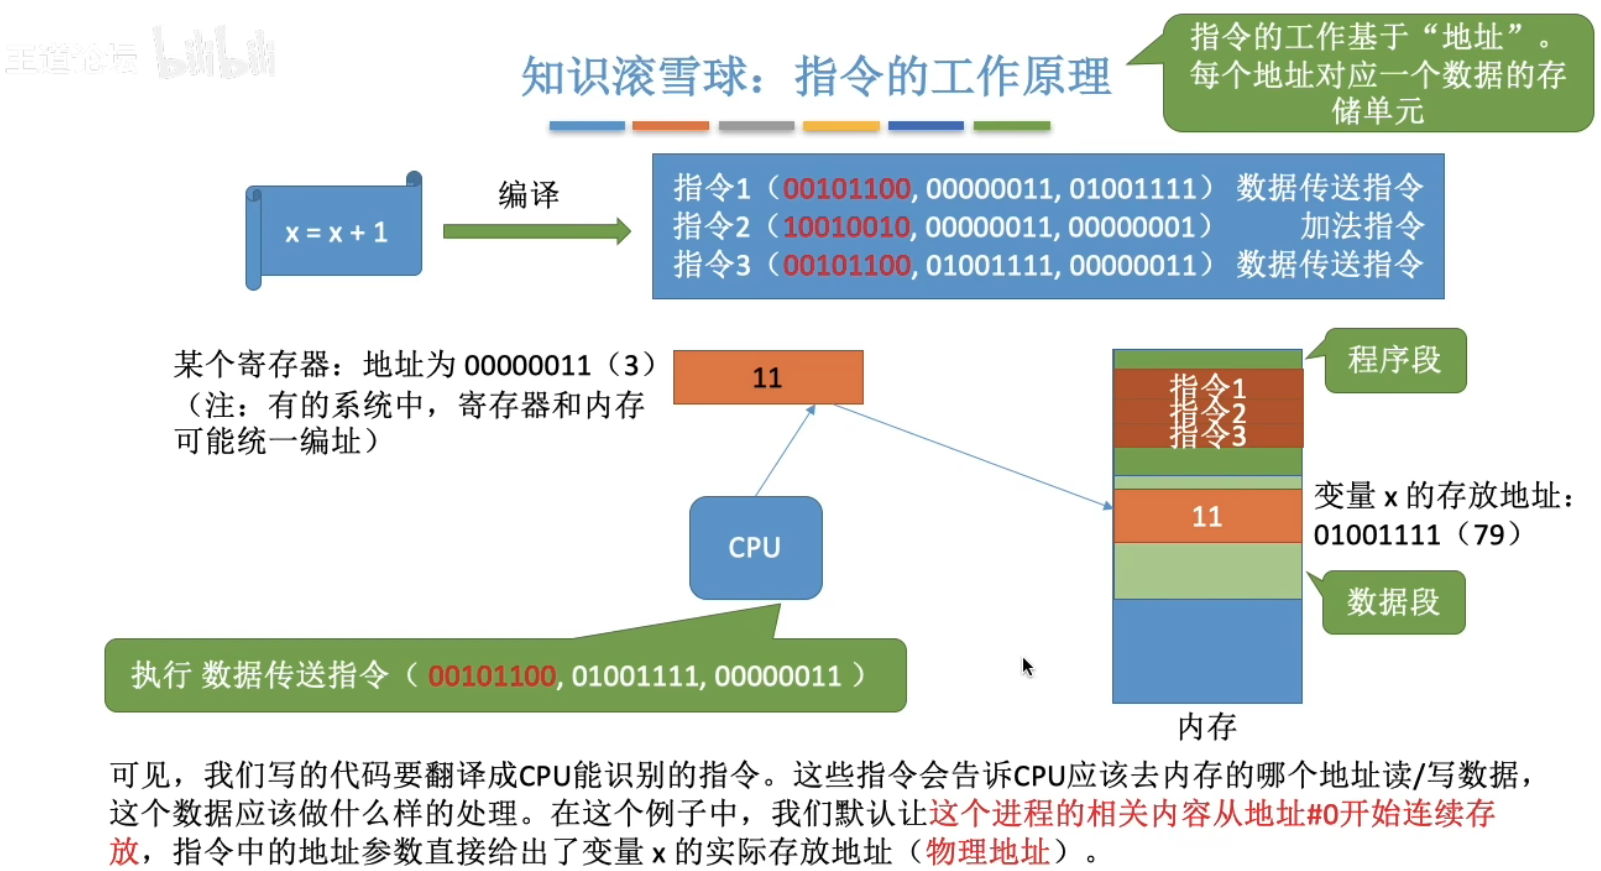 王道论坛 bilibili
知识滚雪球：指令的工作原理
指令的工作基于“地址”。
每个地址对应一个数据的存
储单元
x = x + 1
编译
指令1（00101100, 00000011, 01001111） 数据传送指令
指令2（10010010, 00000011, 00000001） 加法指令
指令3（00101100, 01001111, 00000011） 数据传送指令
某个寄存器：地址为 00000011（3）
（注：有的系统中，寄存器和内存
可能统一编址）
11
CPU
执行 数据传送指令（ 00101100, 01001111, 00000011 ）
程序段
指令1
指令2
指令3
11
变量 x 的存放地址：
01001111（79）
数据段
内存
可见，我们写的代码要翻译成CPU能识别的指令。这些指令会告诉CPU应该去内存的哪个地址读/写数据，
这个数据应该做什么样的处理。在这个例子中，我们默认让这个进程的相关内容从地址#0开始连续存
放，指令中的地址参数直接给出了变量 x 的实际存放地址（物理地址）。